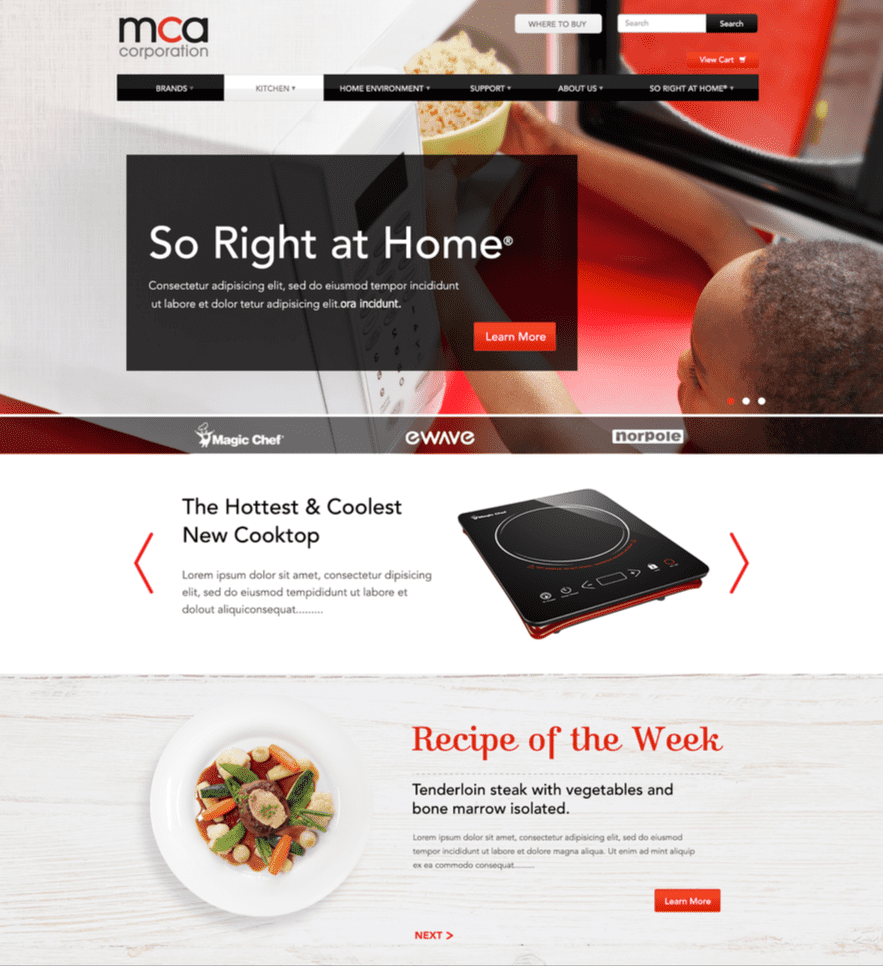 mca
corporation
WHERE TO BUY
Search
Search
View Cart
BRANDS
KITCHEN
HOME ENVIRONMENT
SUPPORT
ABOUT US
SO RIGHT AT HOME®
So Right at Home®
Consectetur adipisicing elit, sed do eiusmod tempor incididunt
ut labore et dolor tetur adipisicing elit.ora incidunt.
Learn More
Magic Chef®
ewave
norpole
The Hottest & Coolest
New Cooktop
Lorem ipsum dolor sit amet, consectetur dipisicing
elit, sed do eiusmod tempididunt ut labore et
dolout aliquiconsequat.........
Magic Chef
Recipe of the Week
Tenderloin steak with vegetables and
bone marrow isolated.
Lorem ipsum dolor sit amet, consectetur adipisicing elit, sed do eiusmod
tempor incididunt ut labore et dolore magna aliqua. Ut enim ad mint aliquip
ex ea commodo consequat.........
Learn More
NEXT >